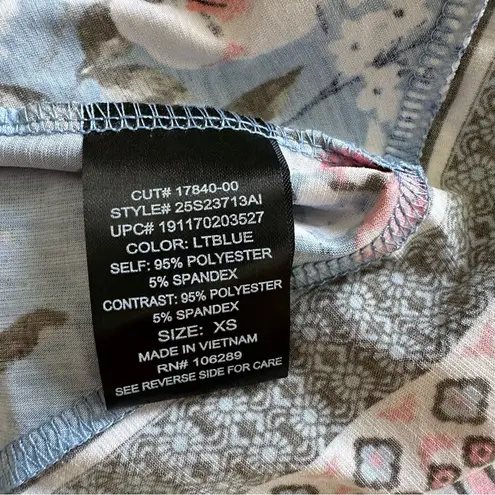 CUT# 17840-00
STYLE# 25S23713AI
UPC# 191170203527
COLOR: LTBLUE
SELF: 95% POLYESTER
5% SPANDEX
CONTRAST: 95% POLYESTER
5% SPANDEX
SIZE: XS
MADE IN VIETNAM
RN# 106289
SEE REVERSE SIDE FOR CARE